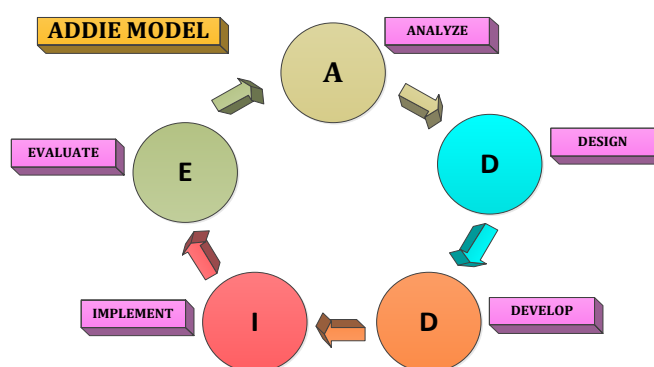 ADDIE MODEL
ANALYZE
A
DESIGN
D
DEVELOP
D
IMPLEMENT
I
EVALUATE
E